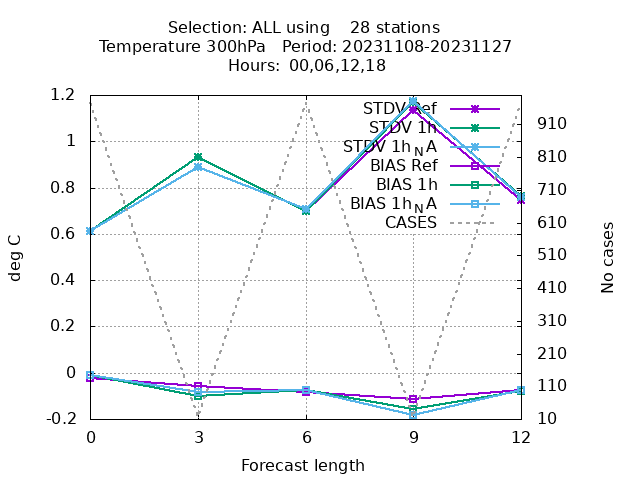 Selection: ALL using    28 stations
Temperature 300hPa   Period: 20231108-20231127
Hours: 00,06,12,18
1.2
1
0.8
0.6
0.4
0.2
0
-0.2
deg C
STDV Ref
STDV 1h
STDV 1h_NA
BIAS Ref
BIAS 1h
BIAS 1h_NA
CASES
910
810
710
610
510
410
310
210
110
10
No cases
0 3 6 9 12
Forecast length